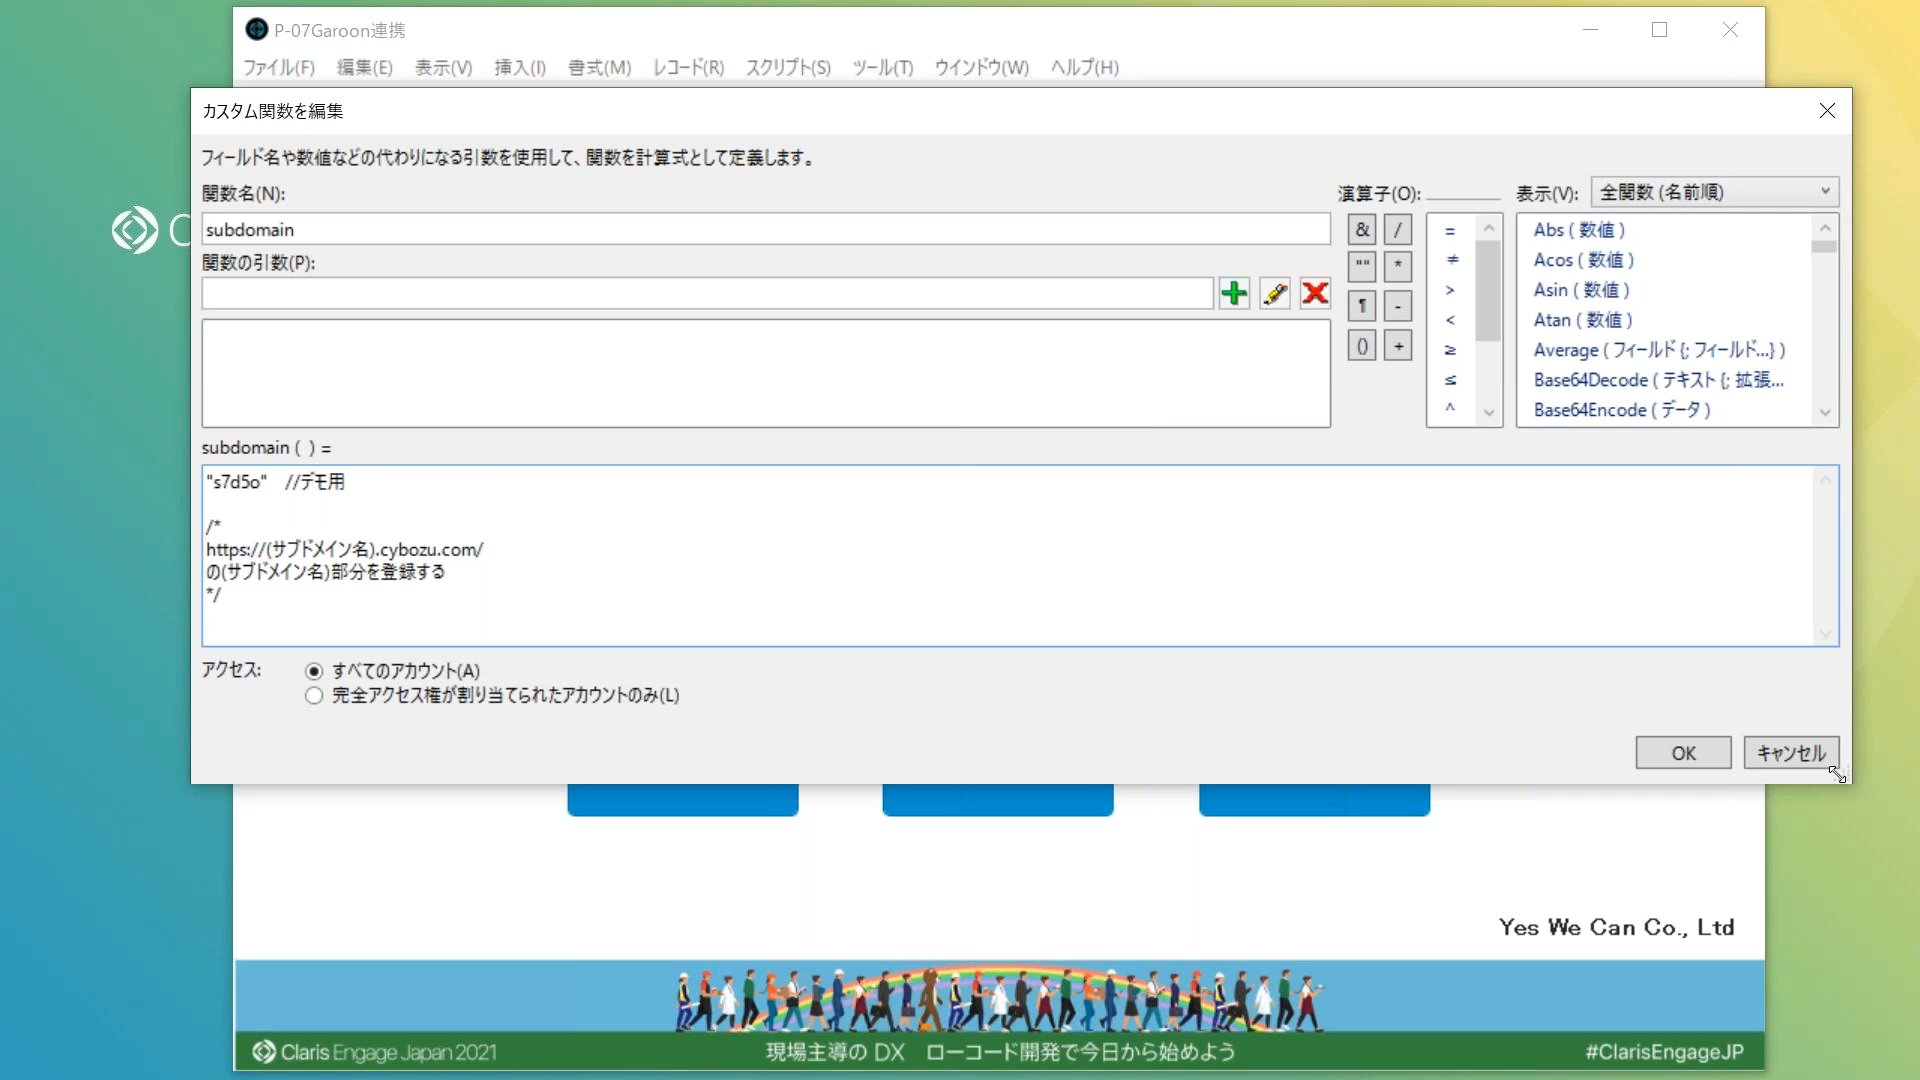 P-07Garoon連携
ファイル(F) 編集(E) 表示(V) 挿入(I) 書式(M) レコード(R) スクリプト(S) ツール(T) ウインドウ(W) ヘルプ(H)
カスタム関数を編集
フィールド名や数値などの代わりになる引数を使用して、関数を計算式として定義します。
関数名(N):
subdomain
関数の引数(P):
subdomain ( ) =
"s7d5o" //デモ用
/*
https://(サブドメイン名).cybozu.com/
の(サブドメイン名)部分を登録する
*/
アクセス:
すべてのアカウント(A)
完全アクセス権が割り当てられたアカウントのみ(L)
演算子(O):
& /
"" *
¶ -
() +
=
≠
>
<
≥
≤
^
表示(V): 全関数 (名前順)
Abs ( 数値 )
Acos ( 数値 )
Asin ( 数値 )
Atan ( 数値 )
Average ( フィールド {; フィールド...} )
Base64Decode ( テキスト {; 拡張...
Base64Encode ( データ )
OK キャンセル
C
Yes We Can Co., Ltd
Claris Engage Japan 2021
現場主導の DX ローコード開発で今日から始めよう
#ClarisEngageJP